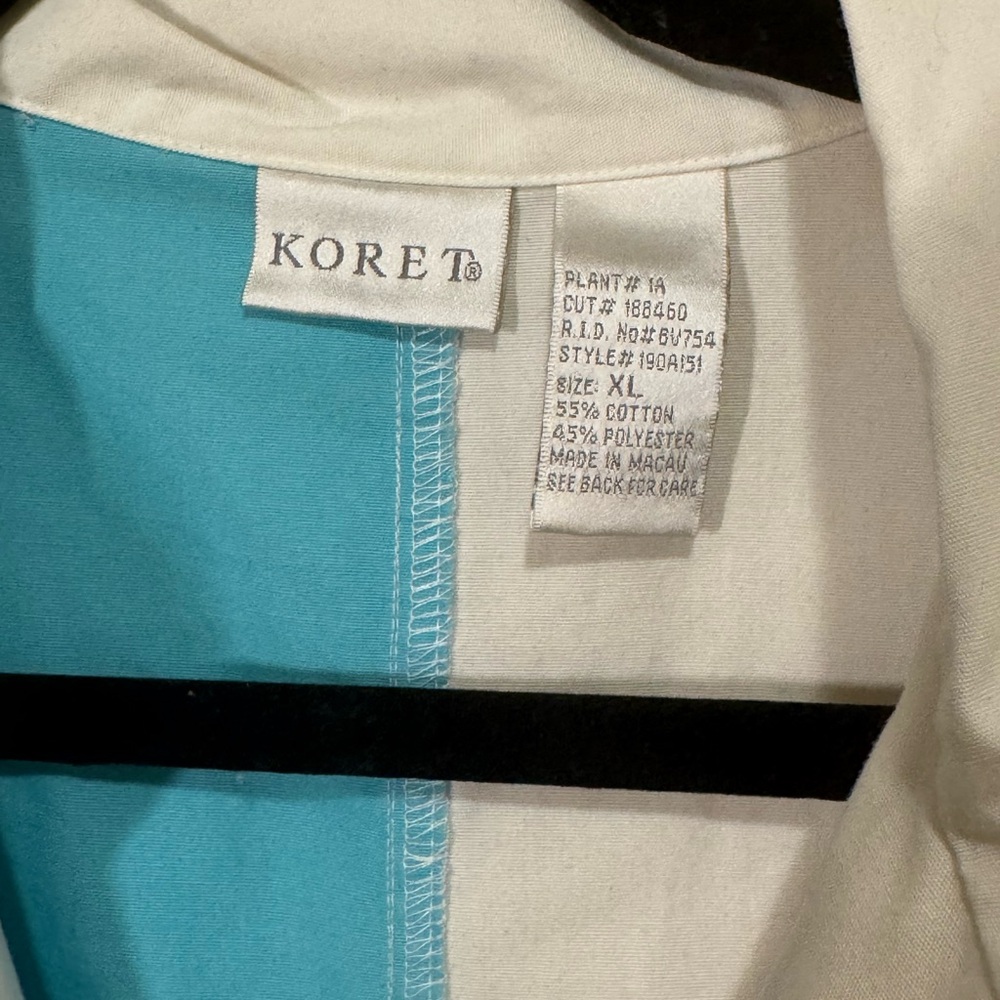 KORET®
PLANT# 1A
CUT# 188460
R.I.D. No# 6V754
STYLE# 190A151
SIZE: XL
55% COTTON
45% POLYESTER
MADE IN MACAU
SEE BACK FOR CARE